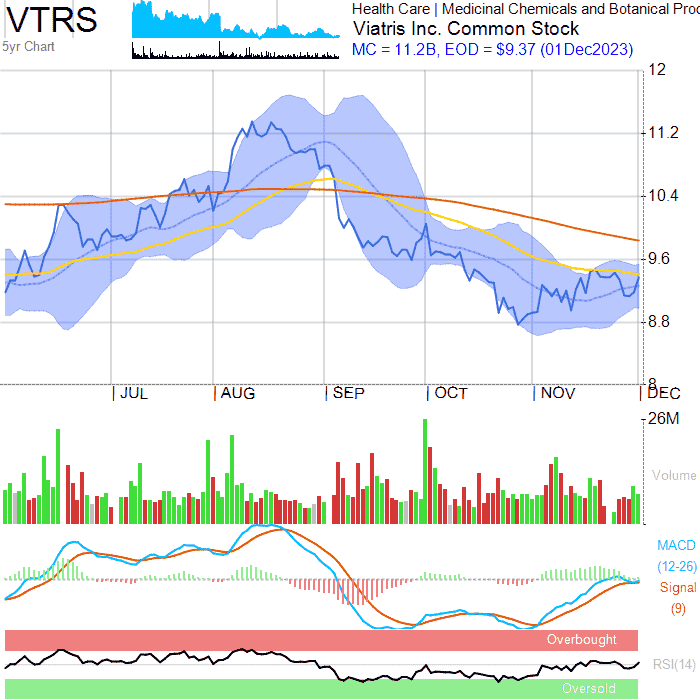 VTRS
5yr Chart
Health Care | Medicinal Chemicals and Botanical Proc
Viatris Inc. Common Stock
MC = 11.2B, EOD = $9.37 (01Dec2023)
12
11.2
10.4
9.6
8.8
8
JUL AUG SEP OCT NOV DEC
26M
Volume
MACD
(12-26)
Signal
(9)
Overbought
RSI(14)
Oversold